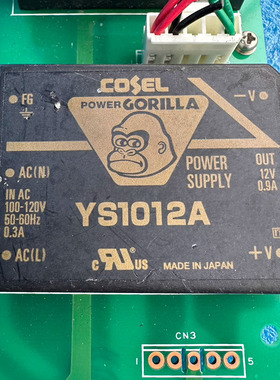 COSEL
POWER GORILLA
FG
-V
AC(N)
IN AC
100-120V
50-60Hz
0.3A
AC(L)
POWER
SUPPLY
OUT
12V
0.9A
YS1012A
+V
C US
MADE IN JAPAN
CN3
1
5